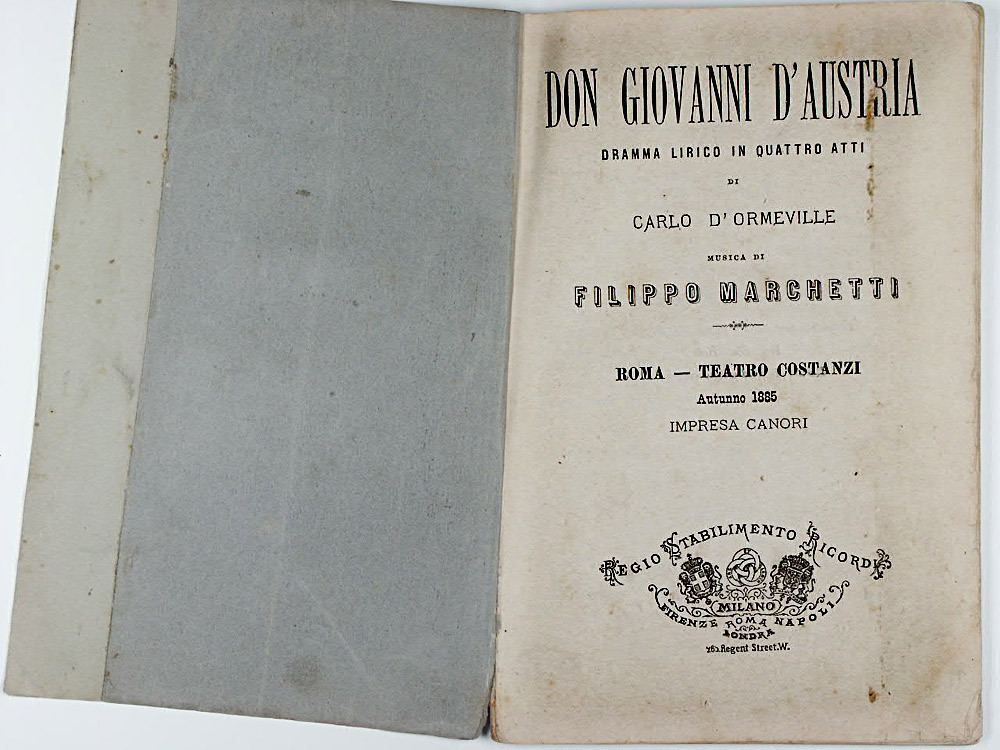 DON GIOVANNI D'AUSTRIA
DRAMMA LIRICO IN QUATTRO ATTI
DI
CARLO D'ORMEVILLE
MUSICA DI
FILIPPO MARCHETTI
ROMA — TEATRO COSTANZI
Autunno 1885
IMPRESA CANORI
REGIO STABILIMENTO RICORDI
MILANO
FIRENZE ROMA NAPOLI
LONDRA
265. Regent Street. W.